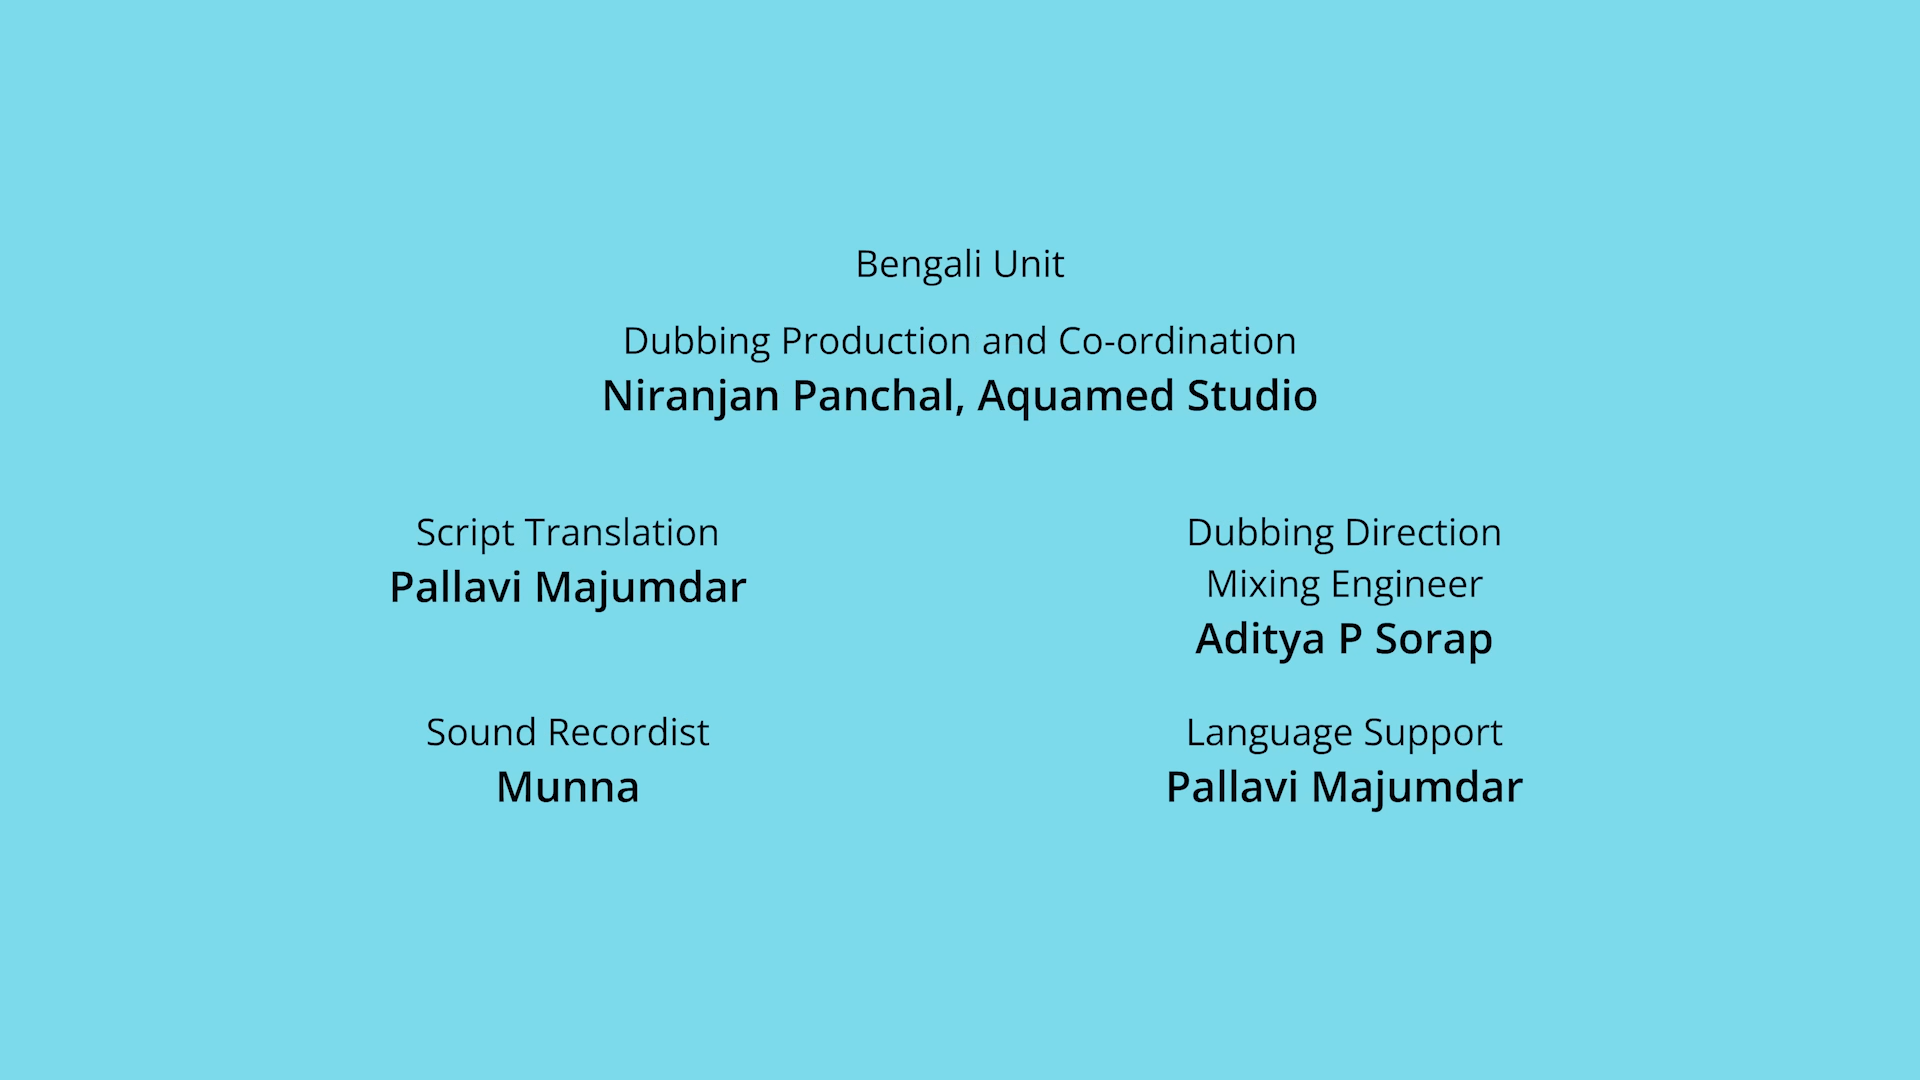 Bengali Unit
Dubbing Production and Co-ordination
Niranjan Panchal, Aquamed Studio
Script Translation
Pallavi Majumdar
Dubbing Direction
Mixing Engineer
Aditya P Sorap
Sound Recordist
Munna
Language Support
Pallavi Majumdar